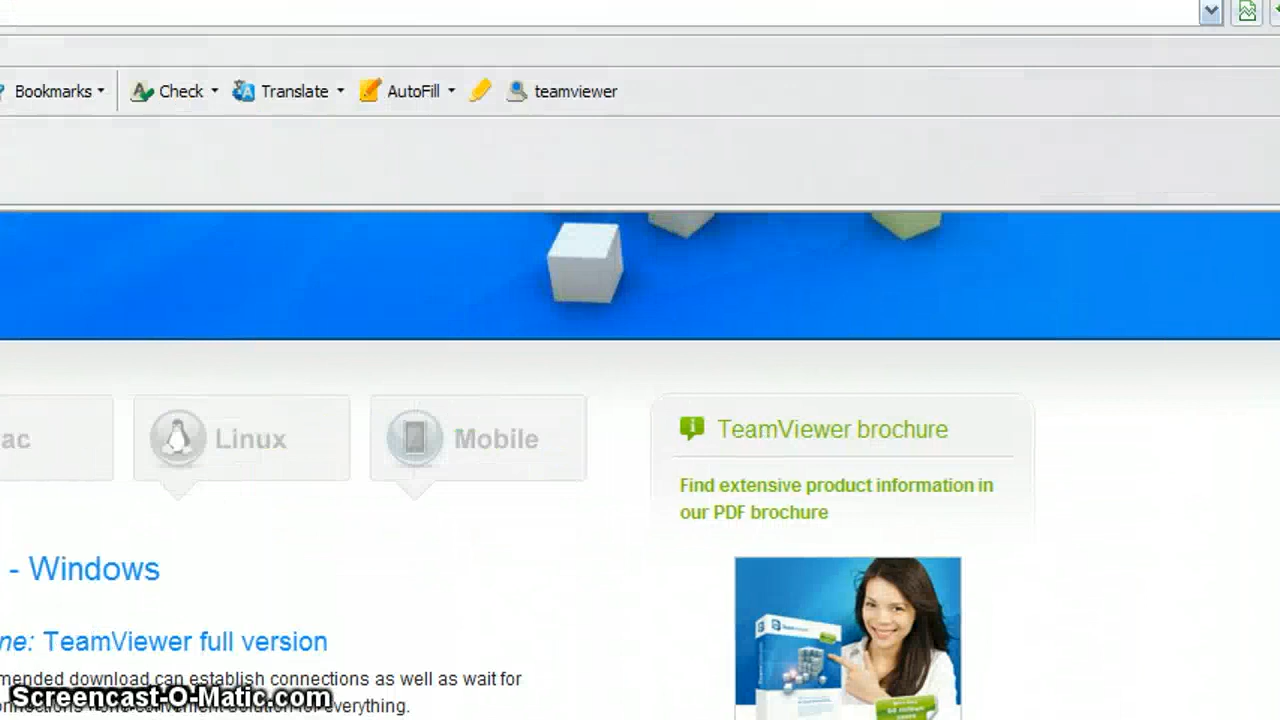 Bookmarks Check Translate AutoFill teamviewer
ac Linux Mobile
TeamViewer brochure
Find extensive product information in
our PDF brochure
- Windows
ne: TeamViewer full version
mended download can establish connections as well as wait for
everything.
Screencast-O-Matic.com